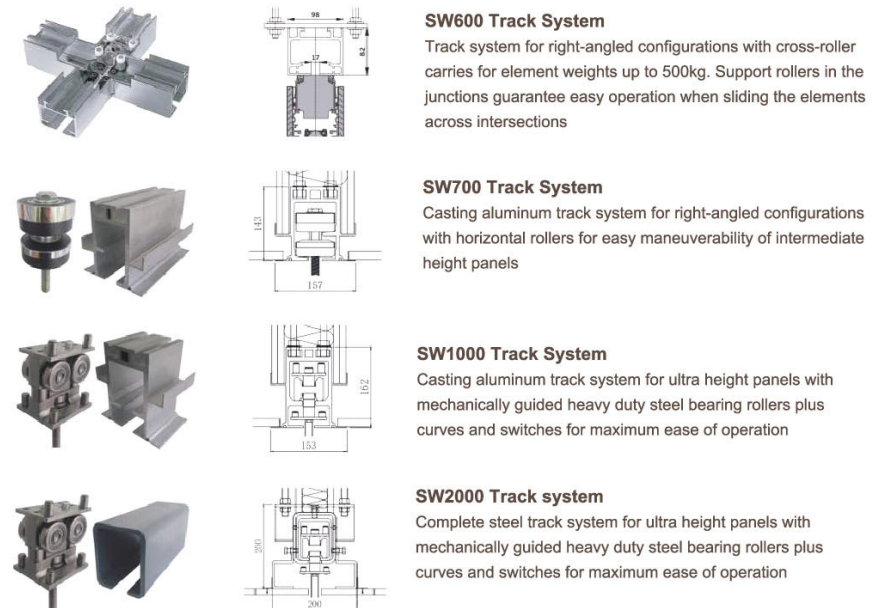 98
82
17
SW600 Track System
Track system for right-angled configurations with cross-roller
carries for element weights up to 500kg. Support rollers in the
junctions guarantee easy operation when sliding the elements
across intersections
143
157
SW700 Track System
Casting aluminum track system for right-angled configurations
with horizontal rollers for easy maneuverability of intermediate
height panels
162
153
SW1000 Track System
Casting aluminum track system for ultra height panels with
mechanically guided heavy duty steel bearing rollers plus
curves and switches for maximum ease of operation
200
SW2000 Track system
Complete steel track system for ultra height panels with
mechanically guided heavy duty steel bearing rollers plus
curves and switches for maximum ease of operation